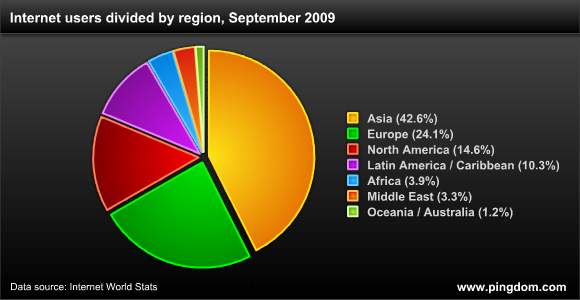 Internet users divided by region, September 2009
Asia (42.6%)
Europe (24.1%)
North America (14.6%)
Latin America / Caribbean (10.3%)
Africa (3.9%)
Middle East (3.3%)
Oceania / Australia (1.2%)
Data source: Internet World Stats
www.pingdom.com